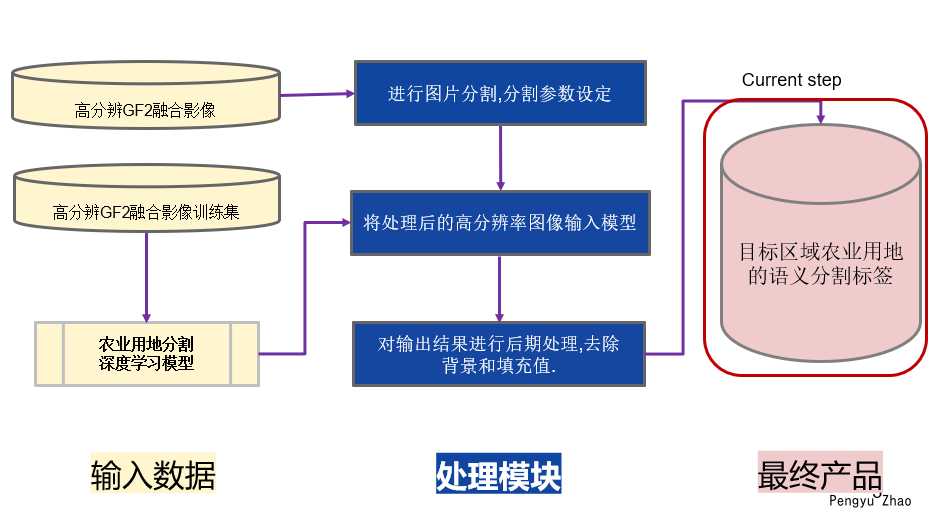 Current step
高分辨GF2融合影像
进行图片分割,分割参数设定
高分辨GF2融合影像训练集
将处理后的高分辨率图像输入模型
目标区域农业用地
的语义分割标签
农业用地分割
深度学习模型
对输出结果进行后期处理,去除
背景和填充值.
输入数据
处理模块
最终产品
Pengyu Zhao